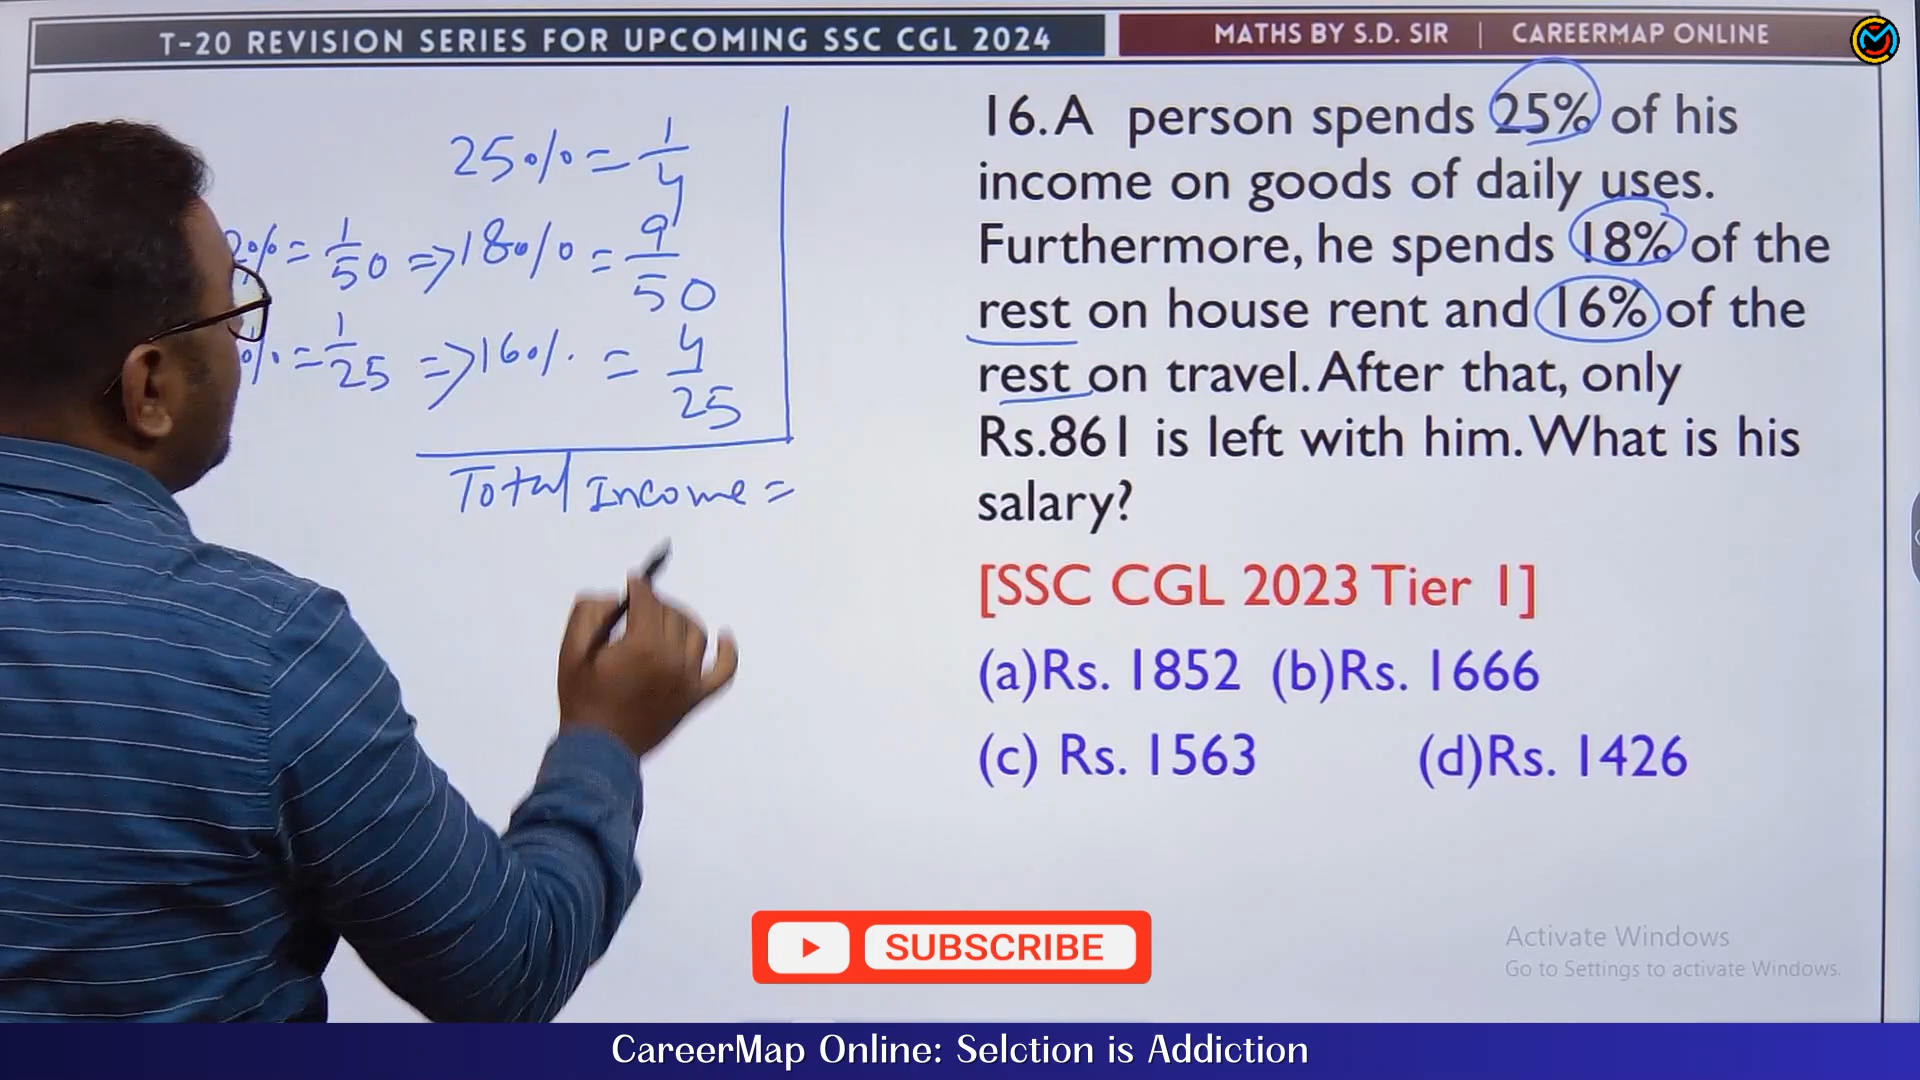 T-20 REVISION SERIES FOR UPCOMING SSC CGL 2024
MATHS BY S.D. SIR | CAREERMAP ONLINE
25% = 1/4
2% = 1/50 => 18% = 9/50
% = 1/25 => 16% = 4/25
Total Income =
16. A person spends 25% of his
income on goods of daily uses.
Furthermore, he spends 18% of the
rest on house rent and 16% of the
rest on travel. After that, only
Rs.861 is left with him. What is his
salary?
[SSC CGL 2023 Tier 1]
(a)Rs. 1852 (b)Rs. 1666
(c) Rs. 1563 (d)Rs. 1426
SUBSCRIBE
Activate Windows
Go to Settings to activate Windows.
CareerMap Online: Selction is Addiction